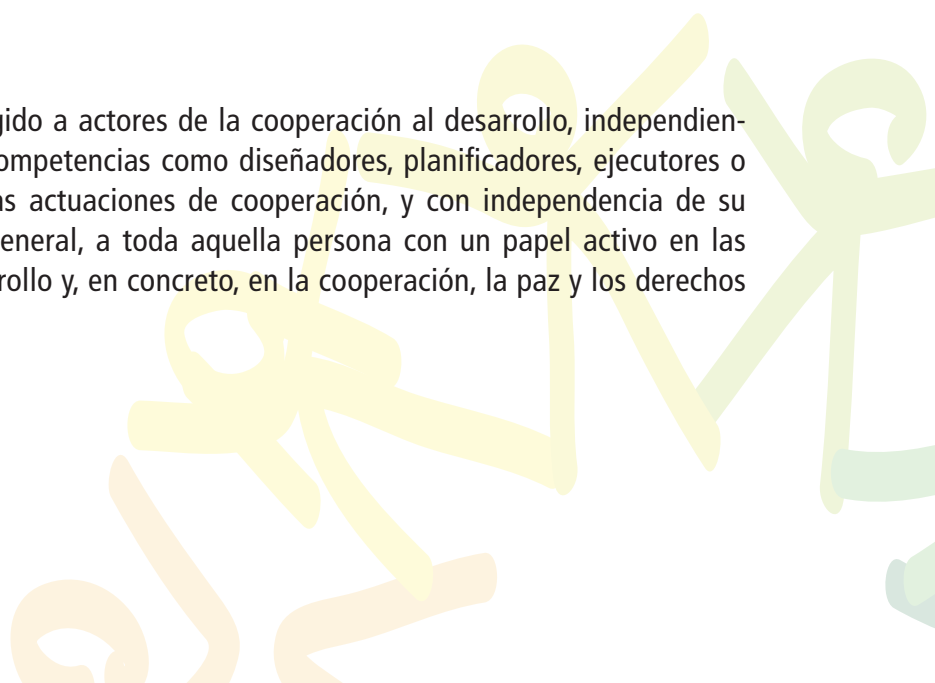 gido a actores de la cooperación al desarrollo, independien-
ompetencias como diseñadores, planificadores, ejecutores o
as actuaciones de cooperación, y con independencia de su
eneral, a toda aquella persona con un papel activo en las
rollo y, en concreto, en la cooperación, la paz y los derechos